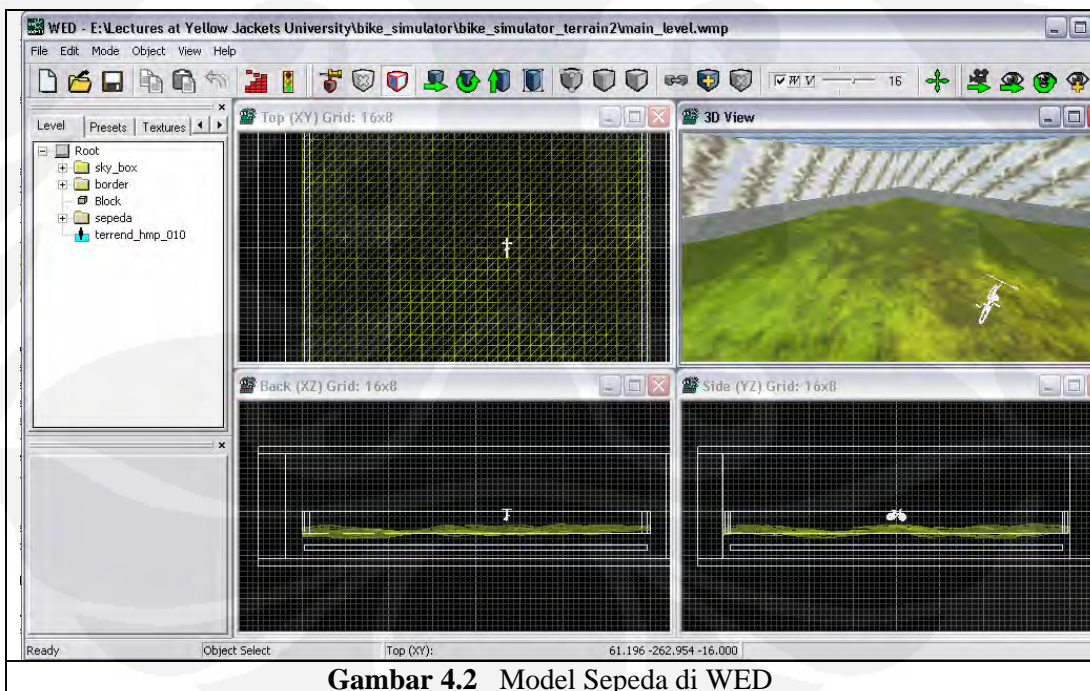 WED - E:\Lectures at Yellow Jackets University\bike_simulator\bike_simulator_terrain2\main_level.wmp
File Edit Mode Object View Help
16
Level Presets Textures
Root
sky_box
border
Block
sepeda
terrend_hmp_010
Top (XY) Grid: 16x8
3D View
Back (XZ) Grid: 16x8
Side (YZ) Grid: 16x8
Ready Object Select Top (XY): 61.196 -262.954 -16.000
Gambar 4.2 Model Sepeda di WED